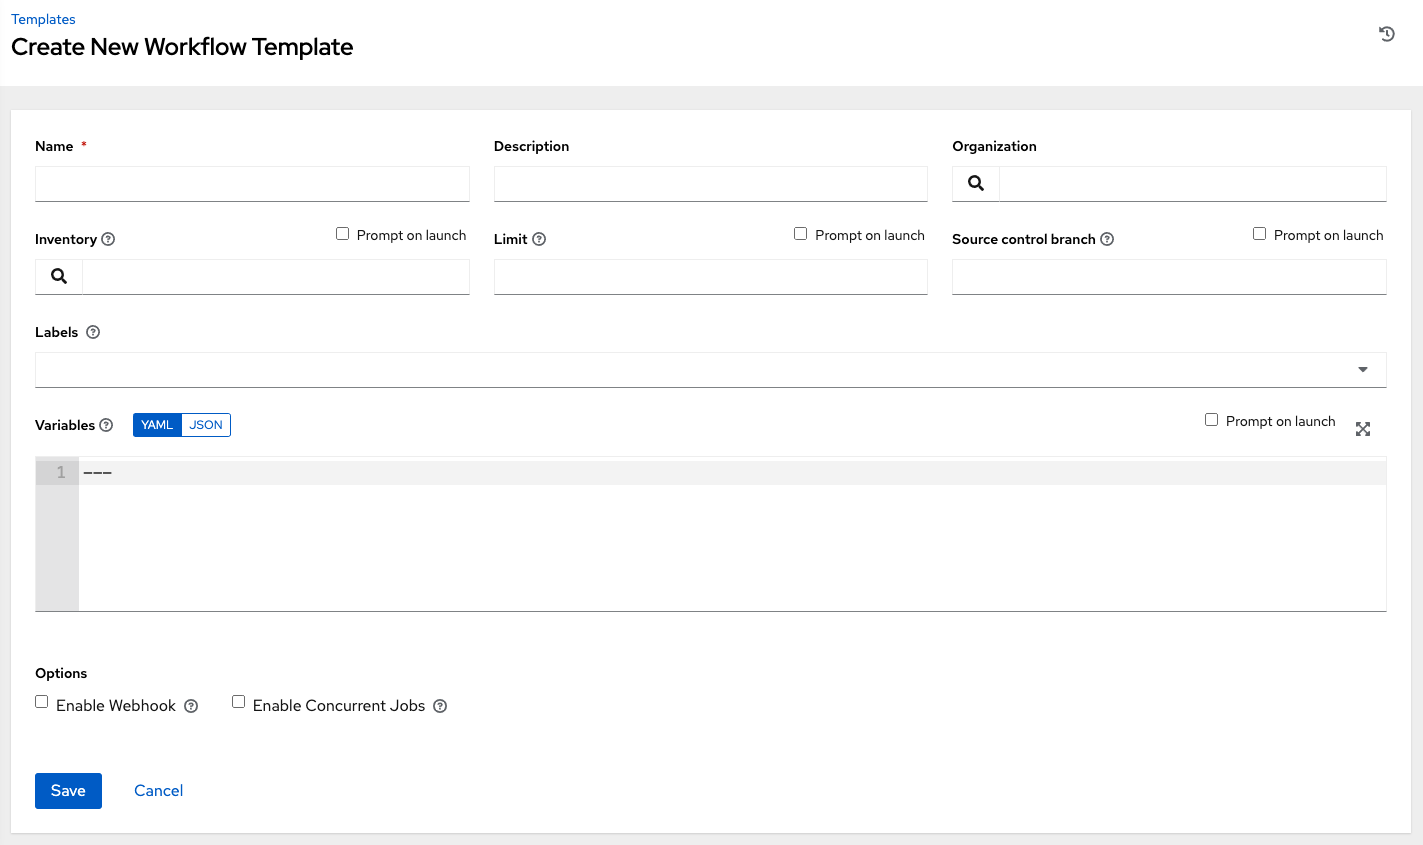 Templates
Create New Workflow Template
Name * Description Organization
Inventory Prompt on launch Limit Prompt on launch Source control branch Prompt on launch
Labels
Variables YAML JSON Prompt on launch
1 ---
Options
Enable Webhook Enable Concurrent Jobs
Save Cancel